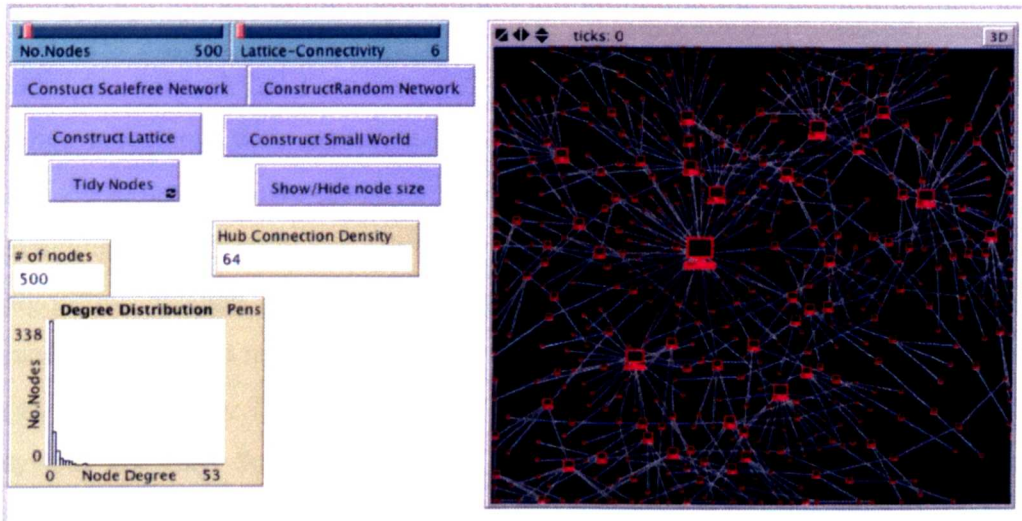 No.Nodes 500 Lattice-Connectivity 6
ticks: 0 3D
Constuct Scalefree Network ConstructRandom Network
Construct Lattice Construct Small World
Tidy Nodes Show/Hide node size
Hub Connection Density
64
# of nodes
500
Degree Distribution Pens
338
No.Nodes
0
0 Node Degree 53